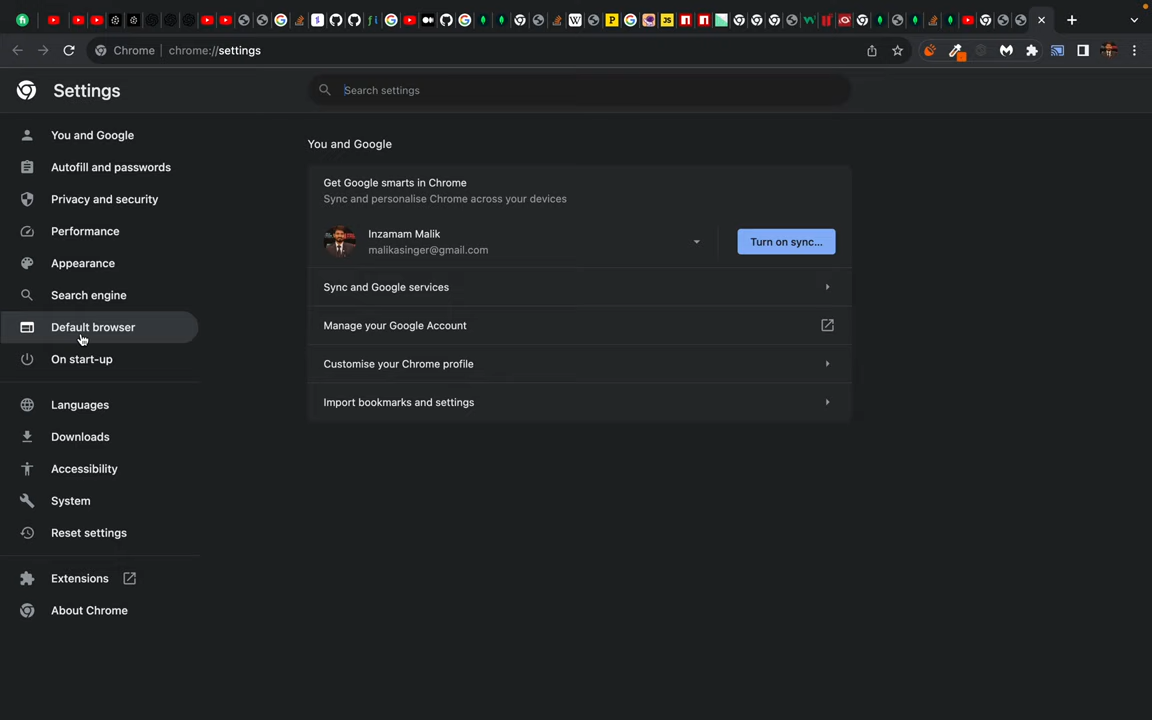 Chrome | chrome://settings
Settings
Search settings
You and Google
Autofill and passwords
Privacy and security
Performance
Appearance
Search engine
Default browser
On start-up
Languages
Downloads
Accessibility
System
Reset settings
Extensions
About Chrome
You and Google
Get Google smarts in Chrome
Sync and personalise Chrome across your devices
Inzamam Malik
malikasinger@gmail.com
Turn on sync...
Sync and Google services
Manage your Google Account
Customise your Chrome profile
Import bookmarks and settings